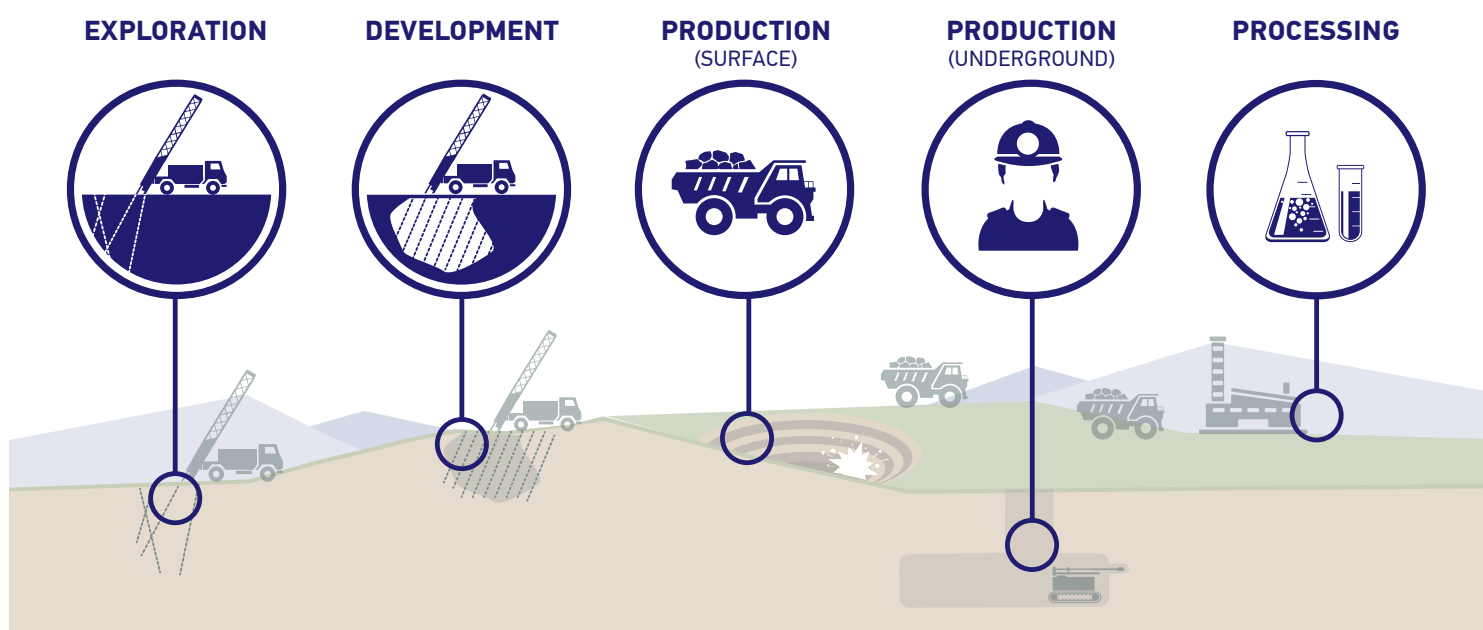 EXPLORATION
DEVELOPMENT
PRODUCTION
(SURFACE)
PRODUCTION
(UNDERGROUND)
PROCESSING